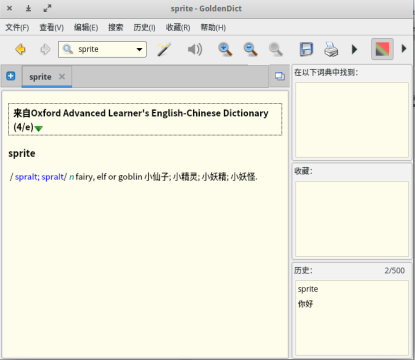 sprite - GoldenDict
文件(F) 查看(V) 编辑(E) 搜索 历史(I) 收藏(R) 帮助(H)
sprite
sprite
来自Oxford Advanced Learner's English-Chinese Dictionary
(4/e)
sprite
/ spraIt; spraIt/ n fairy, elf or goblin 小仙子; 小精灵; 小妖精; 小妖怪.
在以下词典中找到：
收藏：
历史： 2/500
sprite
你好